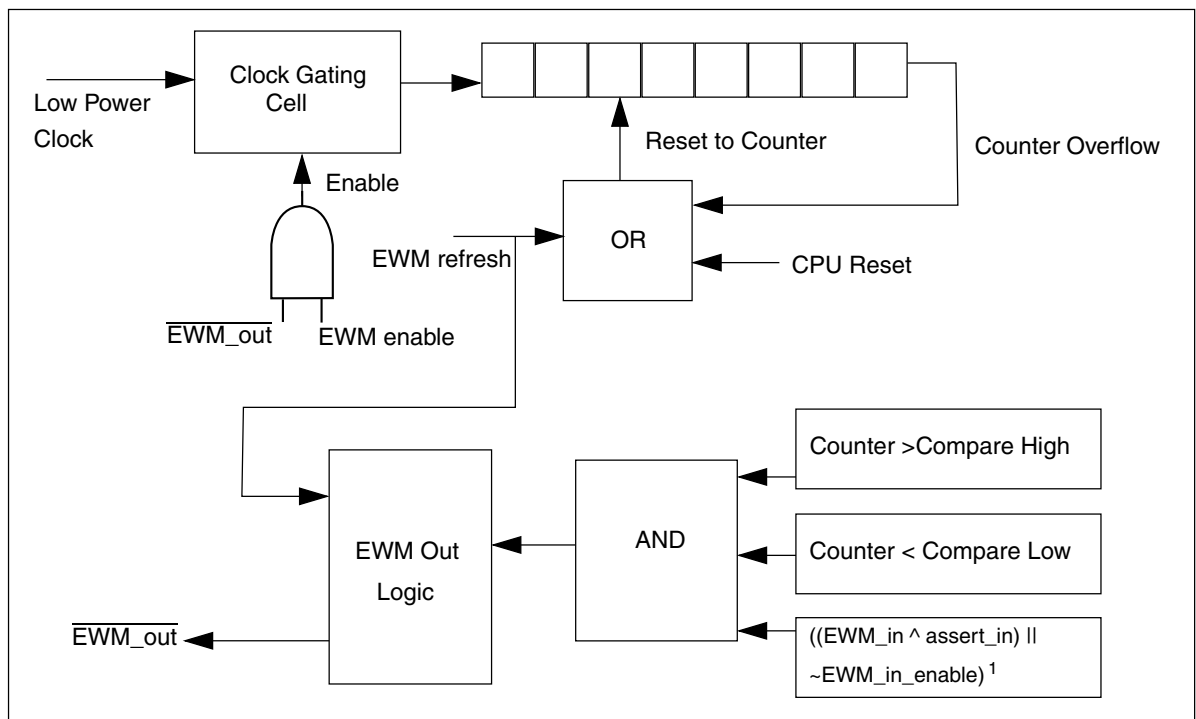 Clock Gating
Cell
Low Power
Clock
Reset to Counter
Counter Overflow
Enable
OR
EWM refresh
CPU Reset
EWM_out
EWM enable
Counter >Compare High
EWM Out
Logic
AND
Counter < Compare Low
EWM_out
((EWM_in ^ assert_in) ||
~EWM_in_enable) 1